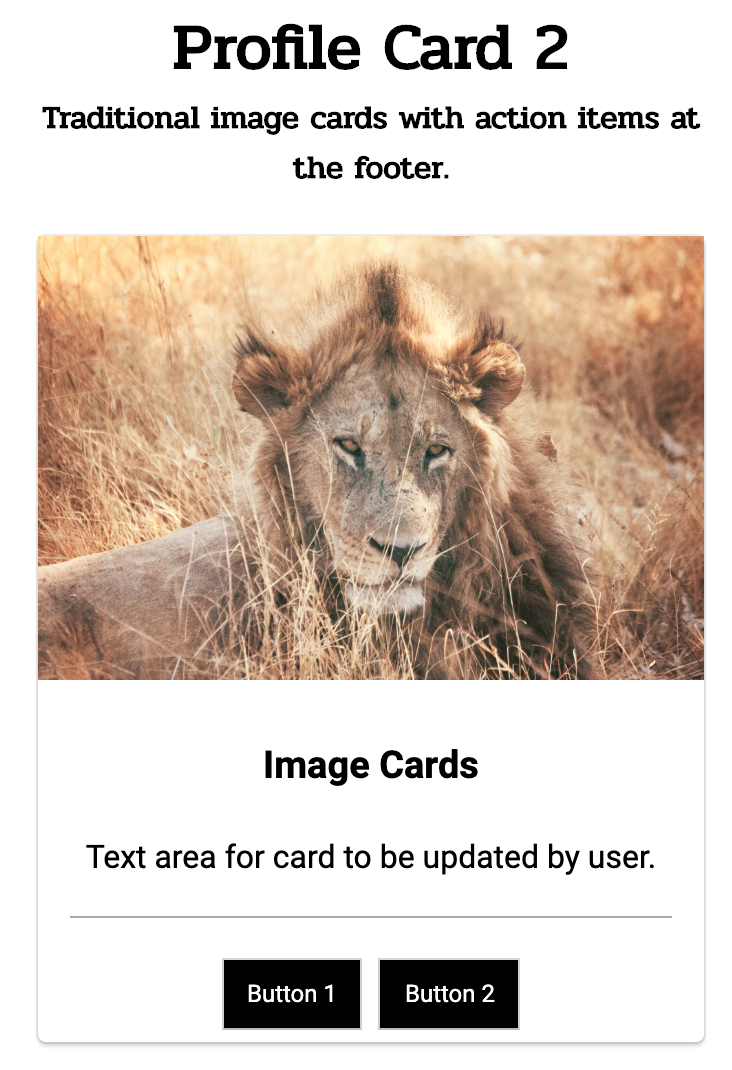 Profile Card 2
Traditional image cards with action items at
the footer.
Image Cards
Text area for card to be updated by user.
Button 1
Button 2